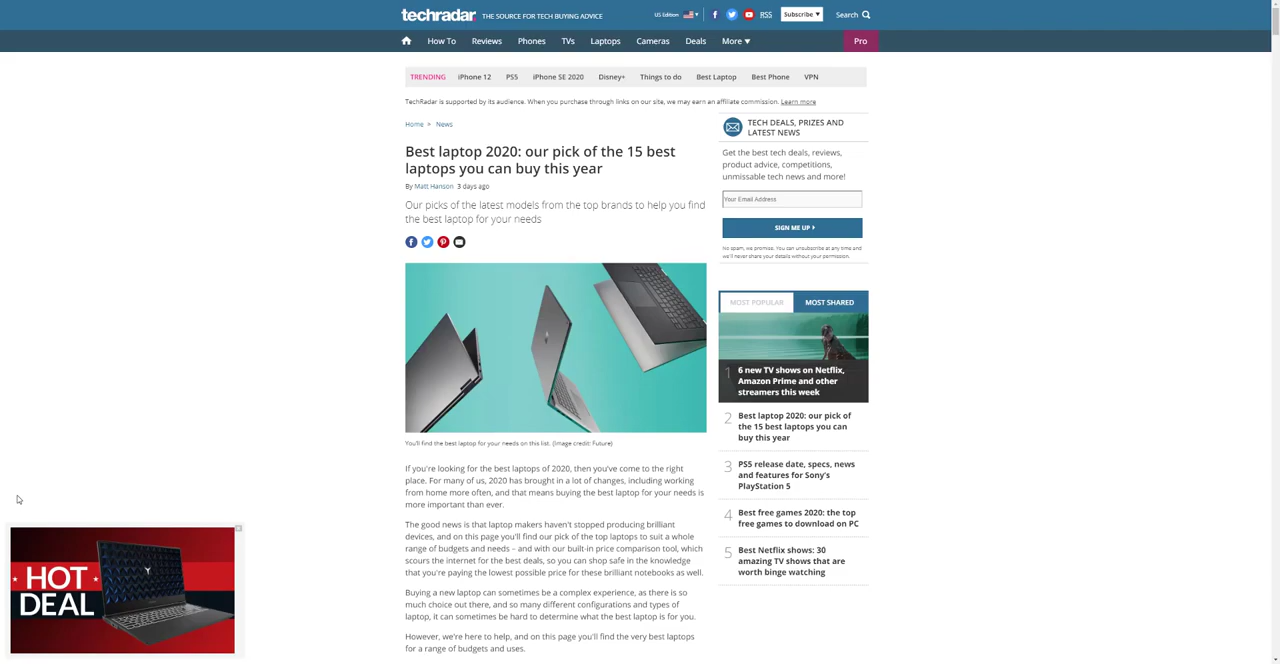 techradar. THE SOURCE FOR TECH BUYING ADVICE
US Edition RSS Subscribe ▼ Search
How To Reviews Phones TVs Laptops Cameras Deals More ▼ Pro
TRENDING iPhone 12 PS5 iPhone SE 2020 Disney+ Things to do Best Laptop Best Phone VPN
TechRadar is supported by its audience. When you purchase through links on our site, we may earn an affiliate commission. Learn more
Home > News
Best laptop 2020: our pick of the 15 best
laptops you can buy this year
By Matt Hanson 3 days ago
Our picks of the latest models from the top brands to help you find
the best laptop for your needs
You'll find the best laptop for your needs on this list. (Image credit: Future)
If you're looking for the best laptops of 2020, then you've come to the right
place. For many of us, 2020 has brought in a lot of changes, including working
from home more often, and that means buying the best laptop for your needs is
more important than ever.
The good news is that laptop makers haven't stopped producing brilliant
devices, and on this page you'll find our pick of the top laptops to suit a whole
range of budgets and needs – and with our built-in price comparison tool, which
scours the internet for the best deals, so you can shop safe in the knowledge
that you're paying the lowest possible price for these brilliant notebooks as well.
Buying a new laptop can sometimes be a complex experience, as there is so
much choice out there, and so many different configurations and types of
laptop, it can sometimes be hard to determine what the best laptop is for you.
However, we're here to help, and on this page you'll find the very best laptops
for a range of budgets and uses.
TECH DEALS, PRIZES AND
LATEST NEWS
Get the best tech deals, reviews,
product advice, competitions,
unmissable tech news and more!
Your Email Address
SIGN ME UP
No spam, we promise. You can unsubscribe at any time and
we'll never share your details without your permission.
MOST POPULAR MOST SHARED
1 6 new TV shows on Netflix,
Amazon Prime and other
streamers this week
2 Best laptop 2020: our pick of
the 15 best laptops you can
buy this year
3 PS5 release date, specs, news
and features for Sony's
PlayStation 5
4 Best free games 2020: the top
free games to download on PC
5 Best Netflix shows: 30
amazing TV shows that are
worth binge watching
HOT
DEAL